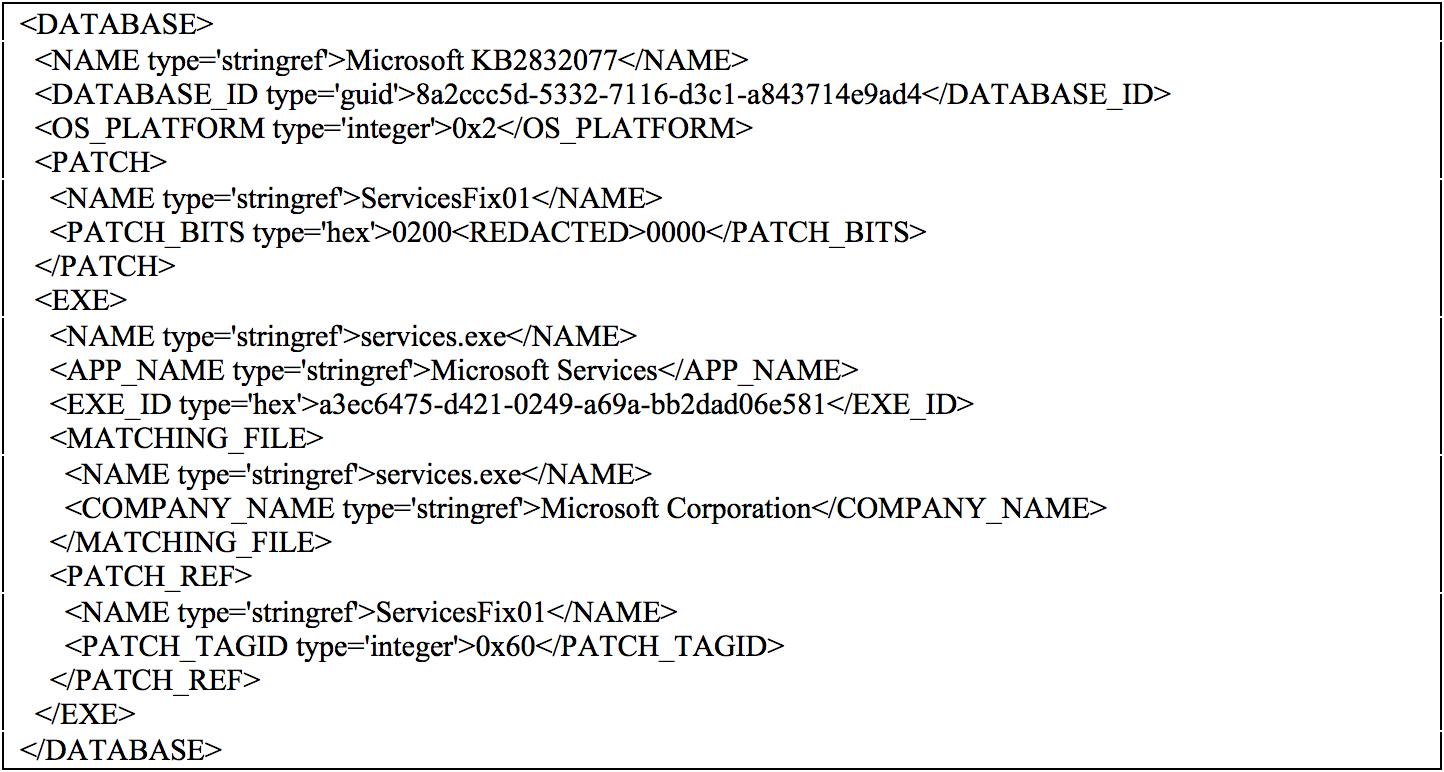 <DATABASE>
<NAME type='stringref'>Microsoft KB2832077</NAME>
<DATABASE_ID type='guid'>8a2ccc5d-5332-7116-d3c1-a843714e9ad4</DATABASE_ID>
<OS_PLATFORM type='integer'>0x2</OS_PLATFORM>
<PATCH>
<NAME type='stringref'>ServicesFix01</NAME>
<PATCH_BITS type='hex'>0200<REDACTED>0000</PATCH_BITS>
</PATCH>
<EXE>
<NAME type='stringref'>services.exe</NAME>
<APP_NAME type='stringref'>Microsoft Services</APP_NAME>
<EXE_ID type='hex'>a3ec6475-d421-0249-a69a-bb2dad06e581</EXE_ID>
<MATCHING_FILE>
<NAME type='stringref'>services.exe</NAME>
<COMPANY_NAME type='stringref'>Microsoft Corporation</COMPANY_NAME>
</MATCHING_FILE>
<PATCH_REF>
<NAME type='stringref'>ServicesFix01</NAME>
<PATCH_TAGID type='integer'>0x60</PATCH_TAGID>
</PATCH_REF>
</EXE>
</DATABASE>